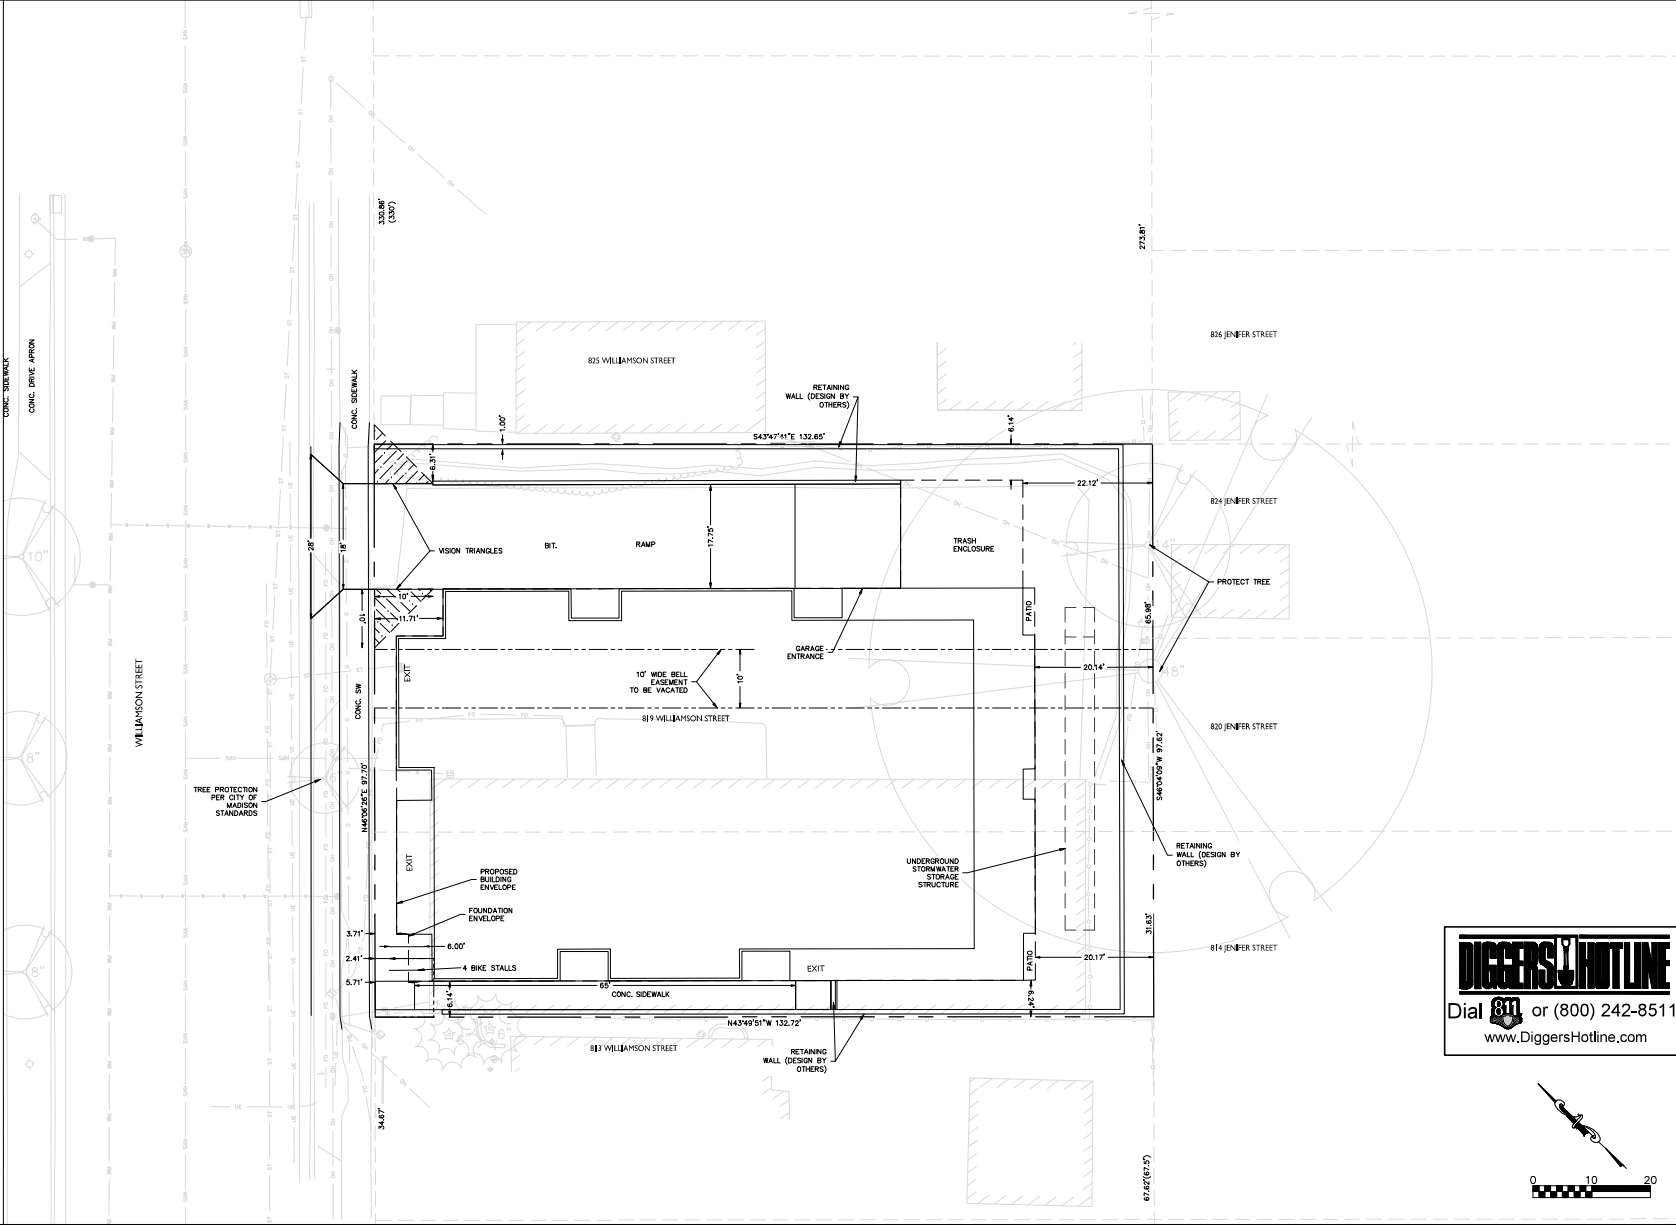 330.86'
(330')
273.81'
CONC. SIDEWALK
CONC. DRIVE APRON
CONC. SIDEWALK
825 WILLIAMSON STREET
826 JENIFER STREET
RETAINING
WALL (DESIGN BY
OTHERS)
1.00'
6.14'
S43°47'41"E 132.65'
6.31'
22.12'
824 JENIFER STREET
28'
18'
VISION TRIANGLES
BIT.
RAMP
17.75'
TRASH
ENCLOSURE
14"
10"
PROTECT TREE
10'
11.71'
10'
PATIO
65.98'
GARAGE
ENTRANCE
EXIT
10' WIDE BELL
EASEMENT
TO BE VACATED
10'
20.14'
48"
WILLIAMSON STREET
CONC. SW
819 WILLIAMSON STREET
820 JENIFER STREET
8"
N46°06'26"E 97.70'
S46°04'09"W 97.62'
TREE PROTECTION
PER CITY OF
MADISON
STANDARDS
EXIT
PROPOSED
BUILDING
ENVELOPE
UNDERGROUND
STORMWATER
STORAGE
STRUCTURE
RETAINING
WALL (DESIGN BY
OTHERS)
FOUNDATION
ENVELOPE
31.63'
3.71'
6.00'
814 JENIFER STREET
2.41'
20.17'
4 BIKE STALLS
EXIT
PATIO
8"
5.71'
65'
CONC. SIDEWALK
6.14'
6.24'
N43°49'51"W 132.72'
813 WILLIAMSON STREET
RETAINING
WALL (DESIGN BY
OTHERS)
34.67'
67.62'(67.5')
DIGGERS HOTLINE
Dial 811 or (800) 242-8511
www.DiggersHotline.com
0 10 20